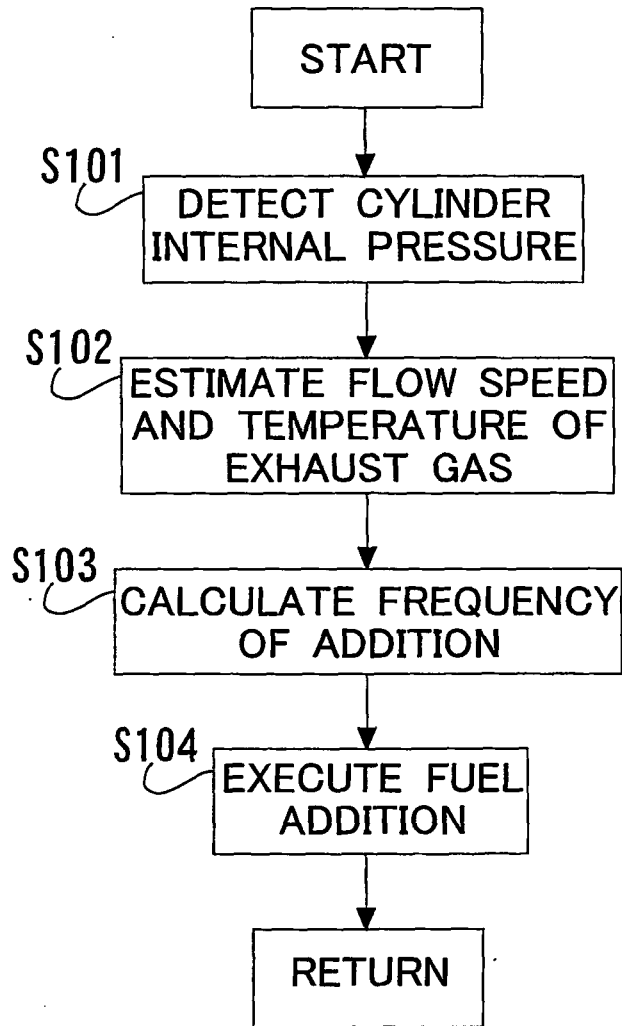 START
S101
DETECT CYLINDER
INTERNAL PRESSURE
S102
ESTIMATE FLOW SPEED
AND TEMPERATURE OF
EXHAUST GAS
S103
CALCULATE FREQUENCY
OF ADDITION
S104
EXECUTE FUEL
ADDITION
RETURN